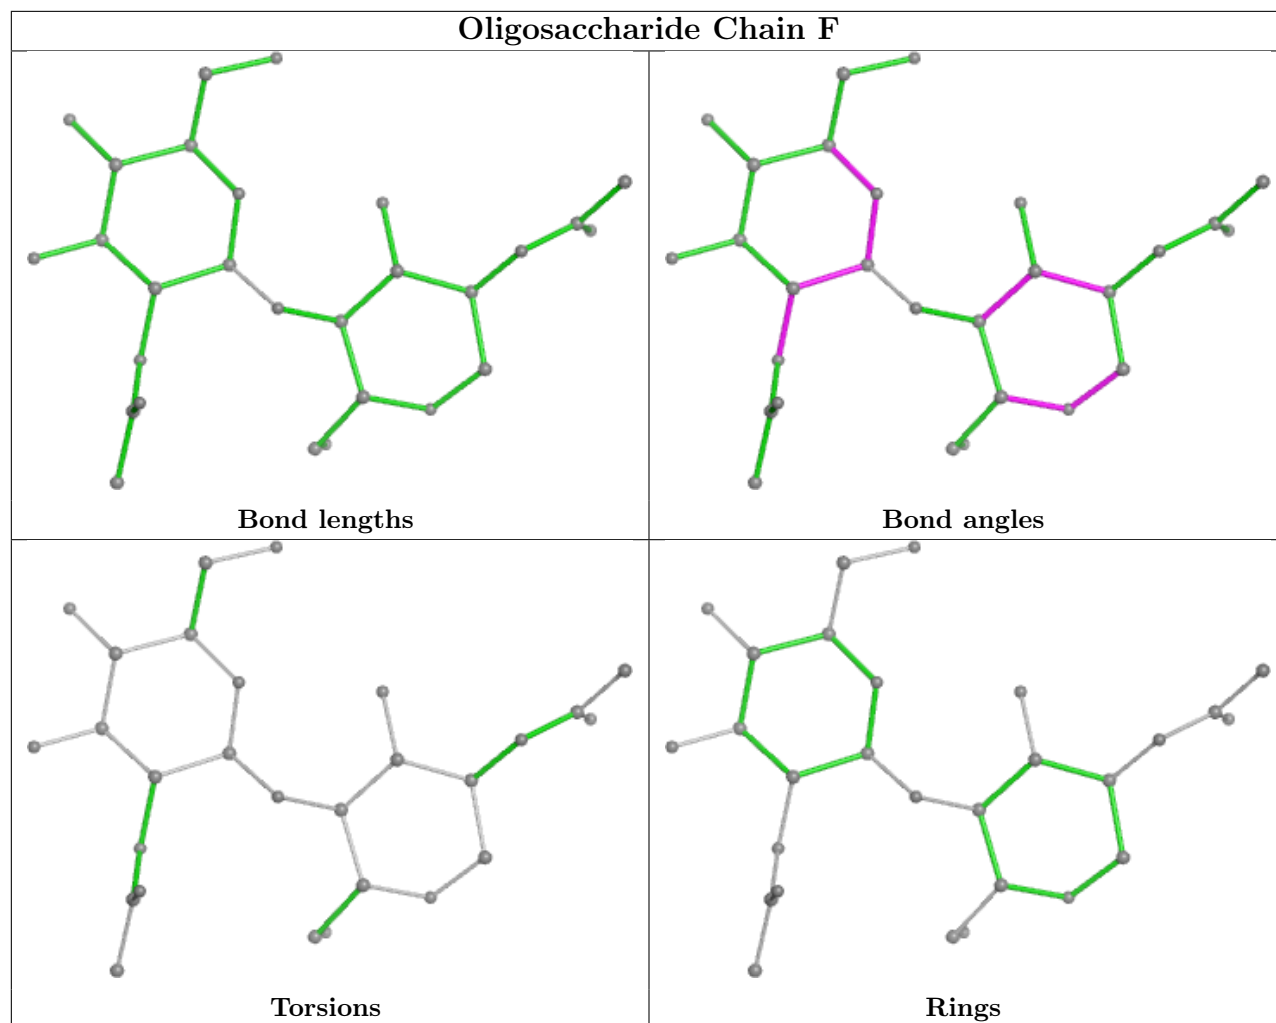 Oligosaccharide Chain F
Bond lengths
Bond angles
Torsions
Rings